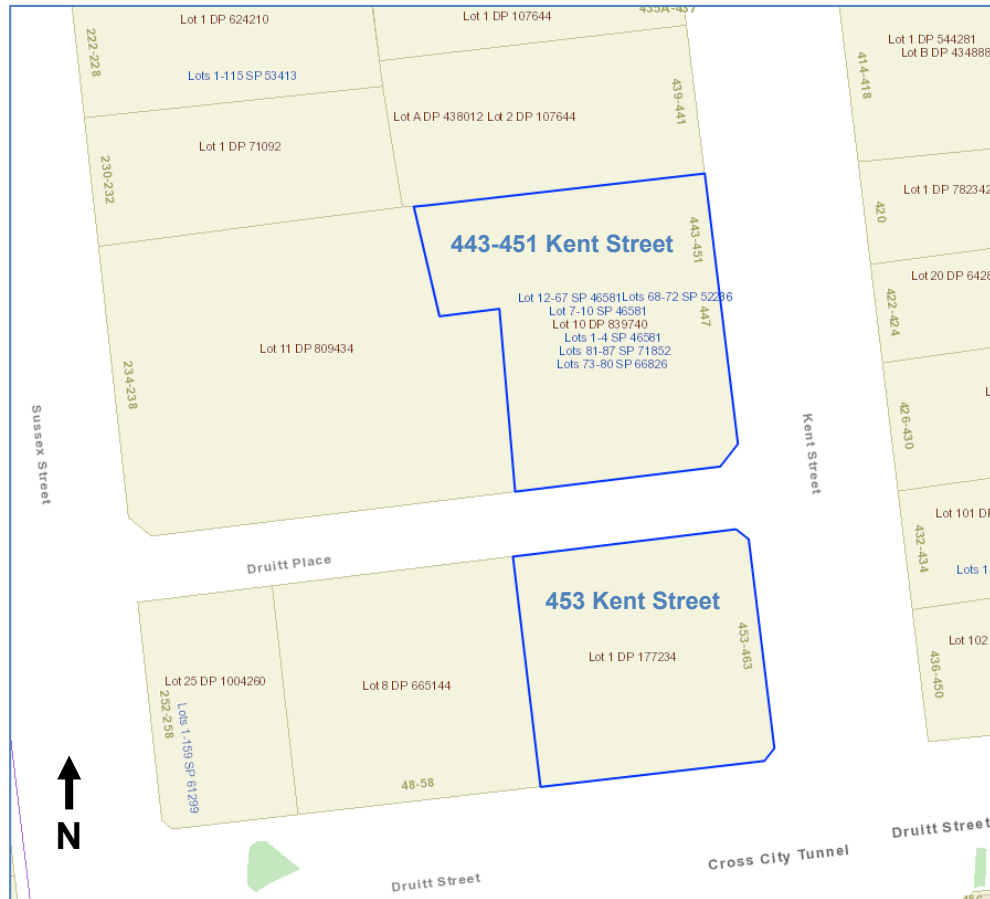 435A-437
Lot 1 DP 624210
Lot 1 DP 107644
222-228
Lots 1-115 SP 53413
414-418
Lot 1 DP 544281
Lot B DP 434888
439-441
Lot A DP 438012 Lot 2 DP 107644
Lot 1 DP 71092
230-232
Lot 1 DP 782342
420
443-451 Kent Street
443-451
Lot 20 DP 6428
Lot 12-67 SP 46581 Lots 68-72 SP 52236
Lot 7-10 SP 46581
Lot 10 DP 839740
Lots 1-4 SP 46581
Lots 81-87 SP 71852
Lots 73-80 SP 66826
447
422-424
Lot 11 DP 809434
234-238
L
426-430
Sussex Street
Kent Street
Lot 101 DP
432-434
Druitt Place
Lots 1-
453 Kent Street
453-463
Lot 102
Lot 1 DP 177234
436-450
Lot 25 DP 1004260
Lot 8 DP 665144
252-258
Lots 1-159 SP 61299
48-58
N
Druitt Street
Cross City Tunnel
Druitt Street